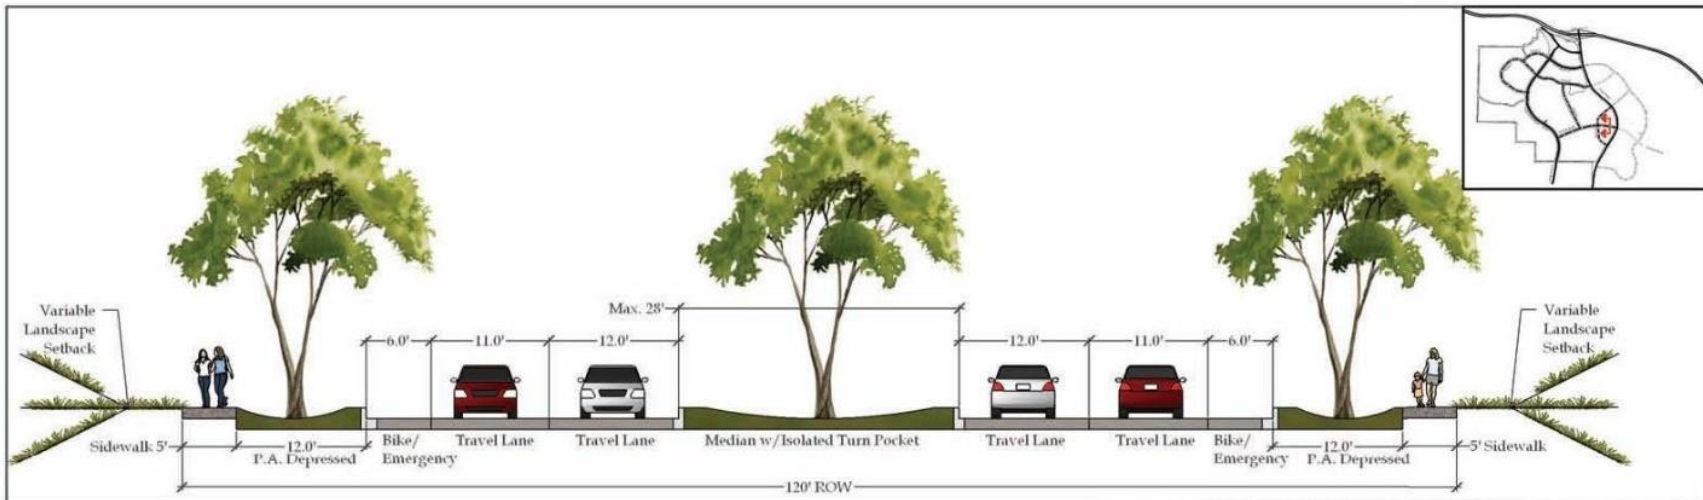 Variable
Landscape
Setback
Max. 28'
Variable
Landscape
Setback
6.0'
11.0'
12.0'
12.0'
11.0'
6.0'
Sidewalk 5'
12.0'
P.A. Depressed
Bike/
Emergency
Travel Lane
Travel Lane
Median w/Isolated Turn Pocket
Travel Lane
Travel Lane
Bike/
Emergency
12.0'
P.A. Depressed
5' Sidewalk
120' ROW